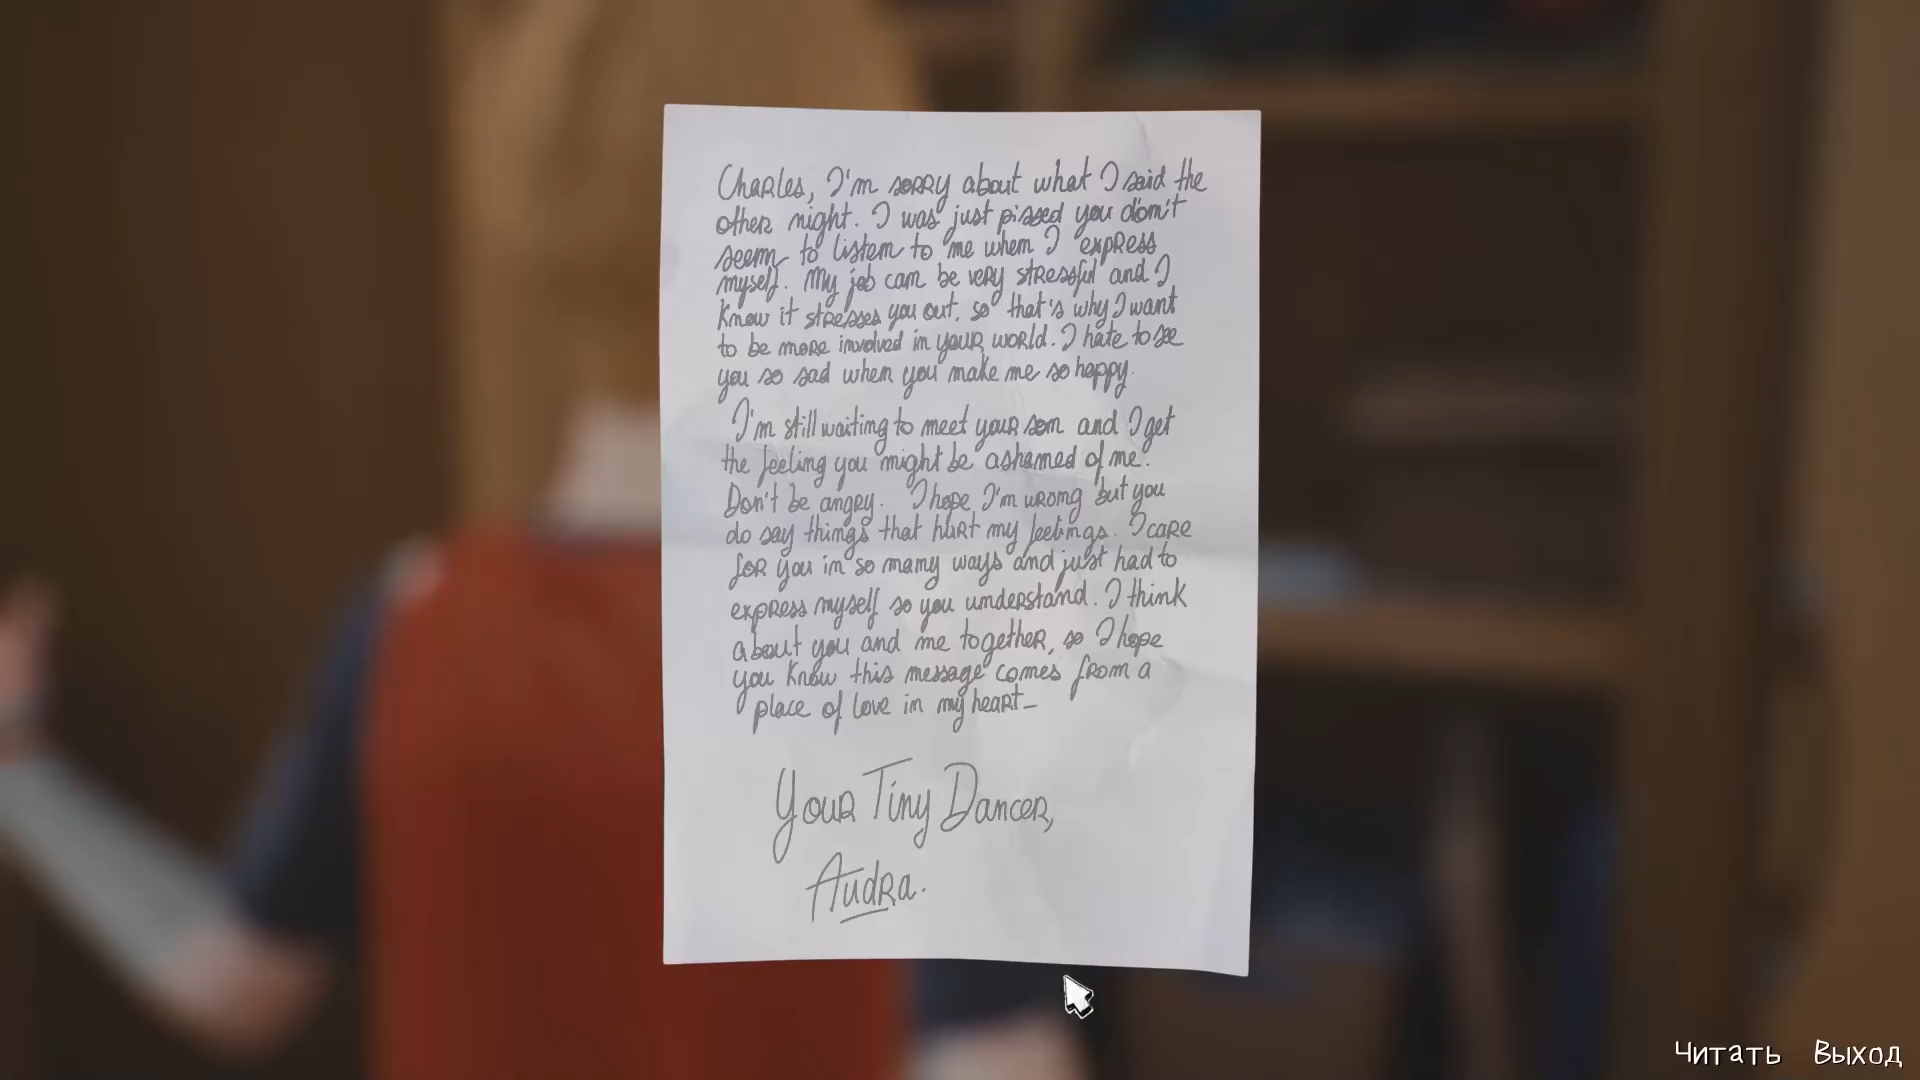 Charles, I'm sorry about what I said the
other night. I was just pissed you don't
seem to listen to me when I express
myself. My job can be very stressful and I
know it stresses you out, so that's why I want
to be more involved in your world. I hate to see
you so sad when you make me so happy.
I'm still waiting to meet your son and I get
the feeling you might be ashamed of me.
Don't be angry. I hope I'm wrong but you
do say things that hurt my feelings. I care
for you in so many ways and just had to
express myself so you understand. I think
about you and me together, so I hope
you know this message comes from a
place of love in my heart—
Your Tiny Dancer,
Audra.
Читать Выход